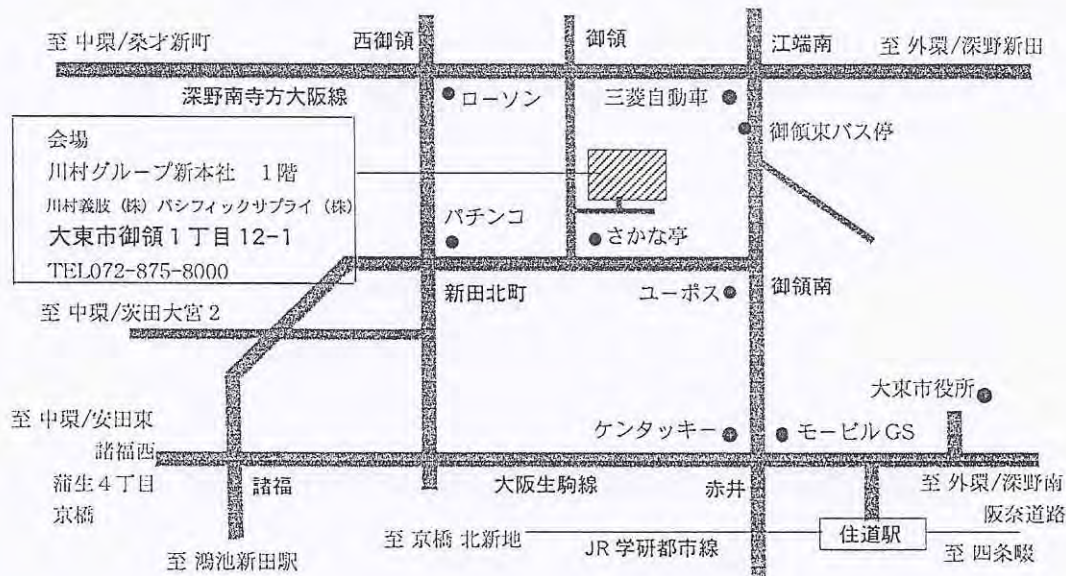 至 中環/桑才新町
西御領
御領
江端南
至 外環/深野新田
深野南寺方大阪線
ローソン
三菱自動車
御領東バス停
会場
川村グループ新本社 1階
川村義肢（株）パシフィックサプライ（株）
大東市御領1丁目12-1
TEL072-875-8000
パチンコ
さかな亭
新田北町
ユーポス
御領南
至 中環/茨田大宮2
大東市役所
至 中環/安田東
諸福西
ケンタッキー
モービルGS
蒲生4丁目
京橋
諸福
大阪生駒線
赤井
至 外環/深野南
阪奈道路
至 京橋 北新地
JR学研都市線
住道駅
至 四条畷
至 鴻池新田駅